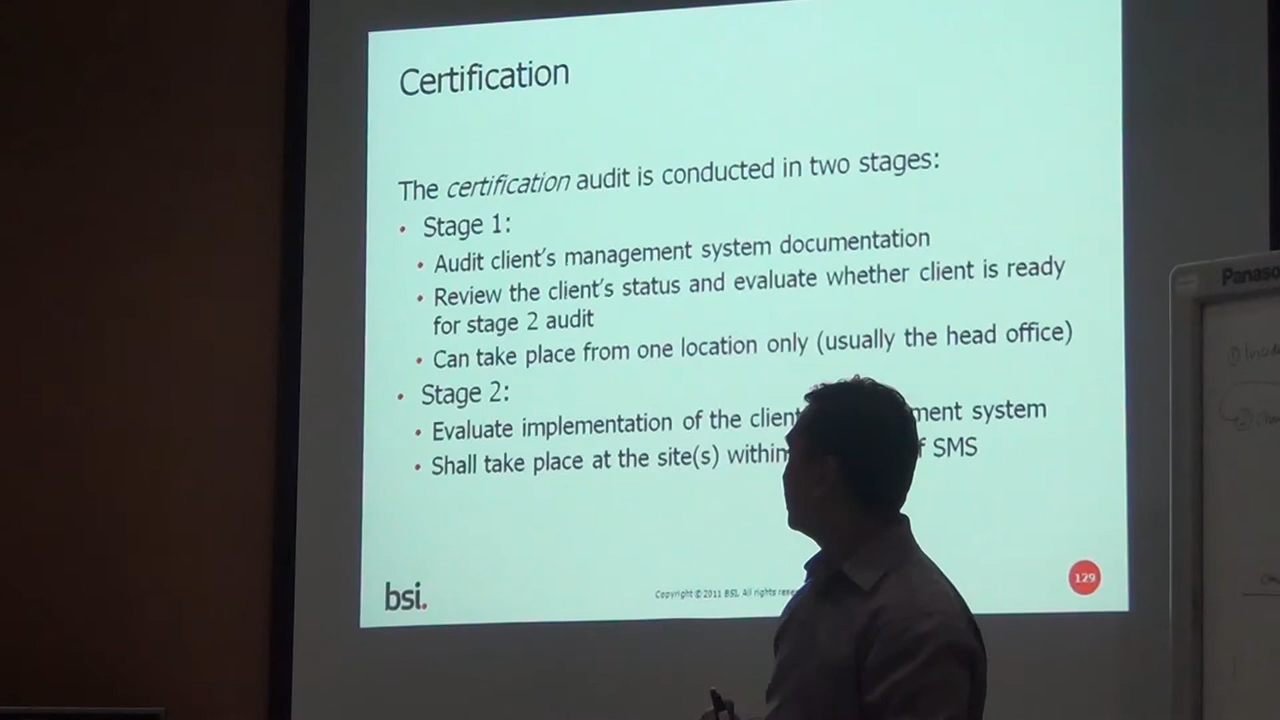 Certification
The certification audit is conducted in two stages:
• Stage 1:
• Audit client's management system documentation
• Review the client's status and evaluate whether client is ready
for stage 2 audit
• Can take place from one location only (usually the head office)
• Stage 2:
• Evaluate implementation of the client ment system
• Shall take place at the site(s) within f SMS
bsi.
Copyright © 2011 BSI. All rights rese
129
Panaso